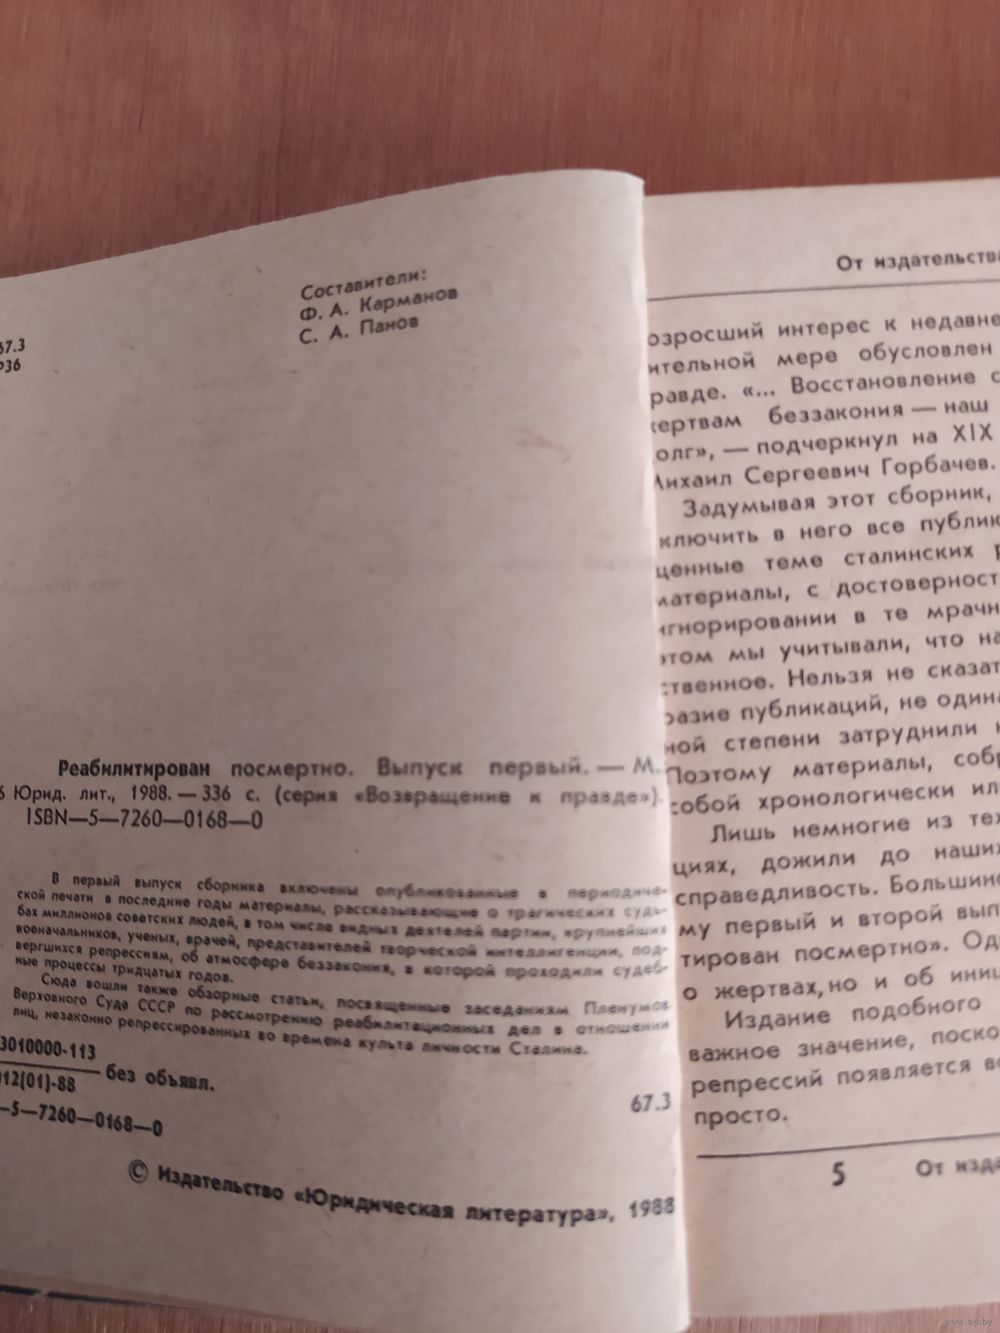 67.3
Р36
Составители:
Ф. А. Карманов
С. А. Панов
Реабилитирован посмертно. Выпуск первый. — М.
6 Юрид. лит., 1988. — 336 с. (серия «Возвращение к правде»).
ISBN—5—7260—0168—0
В первый выпуск сборника включены опубликованные в периодиче-
ской печати в последние годы материалы, рассказывающие о трагических судь-
бах миллионов советских людей, в том числе видных деятелей партии, крупнейших
военачальников, ученых, врачей, представителей творческой интеллигенции, под-
вергшихся репрессиям, об атмосфере беззакония, в которой проходили судеб-
ные процессы тридцатых годов.
Сюда вошли также обзорные статьи, посвященные заседаниям Пленумов
Верховного Суда СССР по рассмотрению реабилитационных дел в отношении
лиц, незаконно репрессированных во времена культа личности Сталина.
3010000-113
012(01)-88
без объявл.
67.3
—5—7260—0168—0
© Издательство «Юридическая литература», 1988
От издательства
озросший интерес к недавне
ительной мере обусловлен
равде. «... Восстановление с
ертвам беззакония — наш
олг», — подчеркнул на XIX
Михаил Сергеевич Горбачев.
Задумывая этот сборник,
ключить в него все публик
щенные теме сталинских р
материалы, с достоверност
игнорировании в те мрачн
этом мы учитывали, что на
ственное. Нельзя не сказат
разие публикаций, не одина
ной степени затруднили
Поэтому материалы, собр
собой хронологически ил
Лишь немногие из тех
циях, дожили до наших
справедливость. Большинс
му первый и второй вып
тирован посмертно». Од
о жертвах, но и об иниц
Издание подобного
важное значение, поско
репрессий появляется во
просто.
5
От изда
www.ay.by